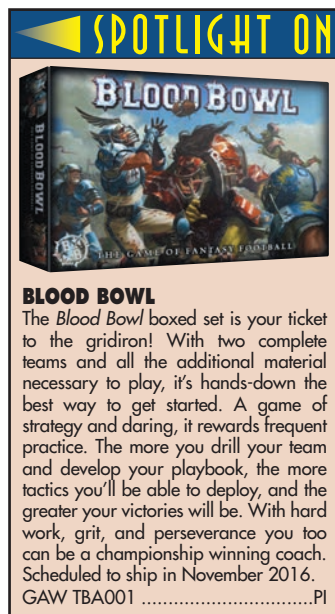 SPOTLIGHT ON
BLOOD BOWL
BLOOD BOWL
THE GAME OF FANTASY FOOTBALL
BLOOD BOWL
The Blood Bowl boxed set is your ticket
to the gridiron! With two complete
teams and all the additional material
necessary to play, it’s hands-down the
best way to get started. A game of
strategy and daring, it rewards frequent
practice. The more you drill your team
and develop your playbook, the more
tactics you’ll be able to deploy, and the
greater your victories will be. With hard
work, grit, and perseverance you too
can be a championship winning coach.
Scheduled to ship in November 2016.
GAW TBA001 ................................PI